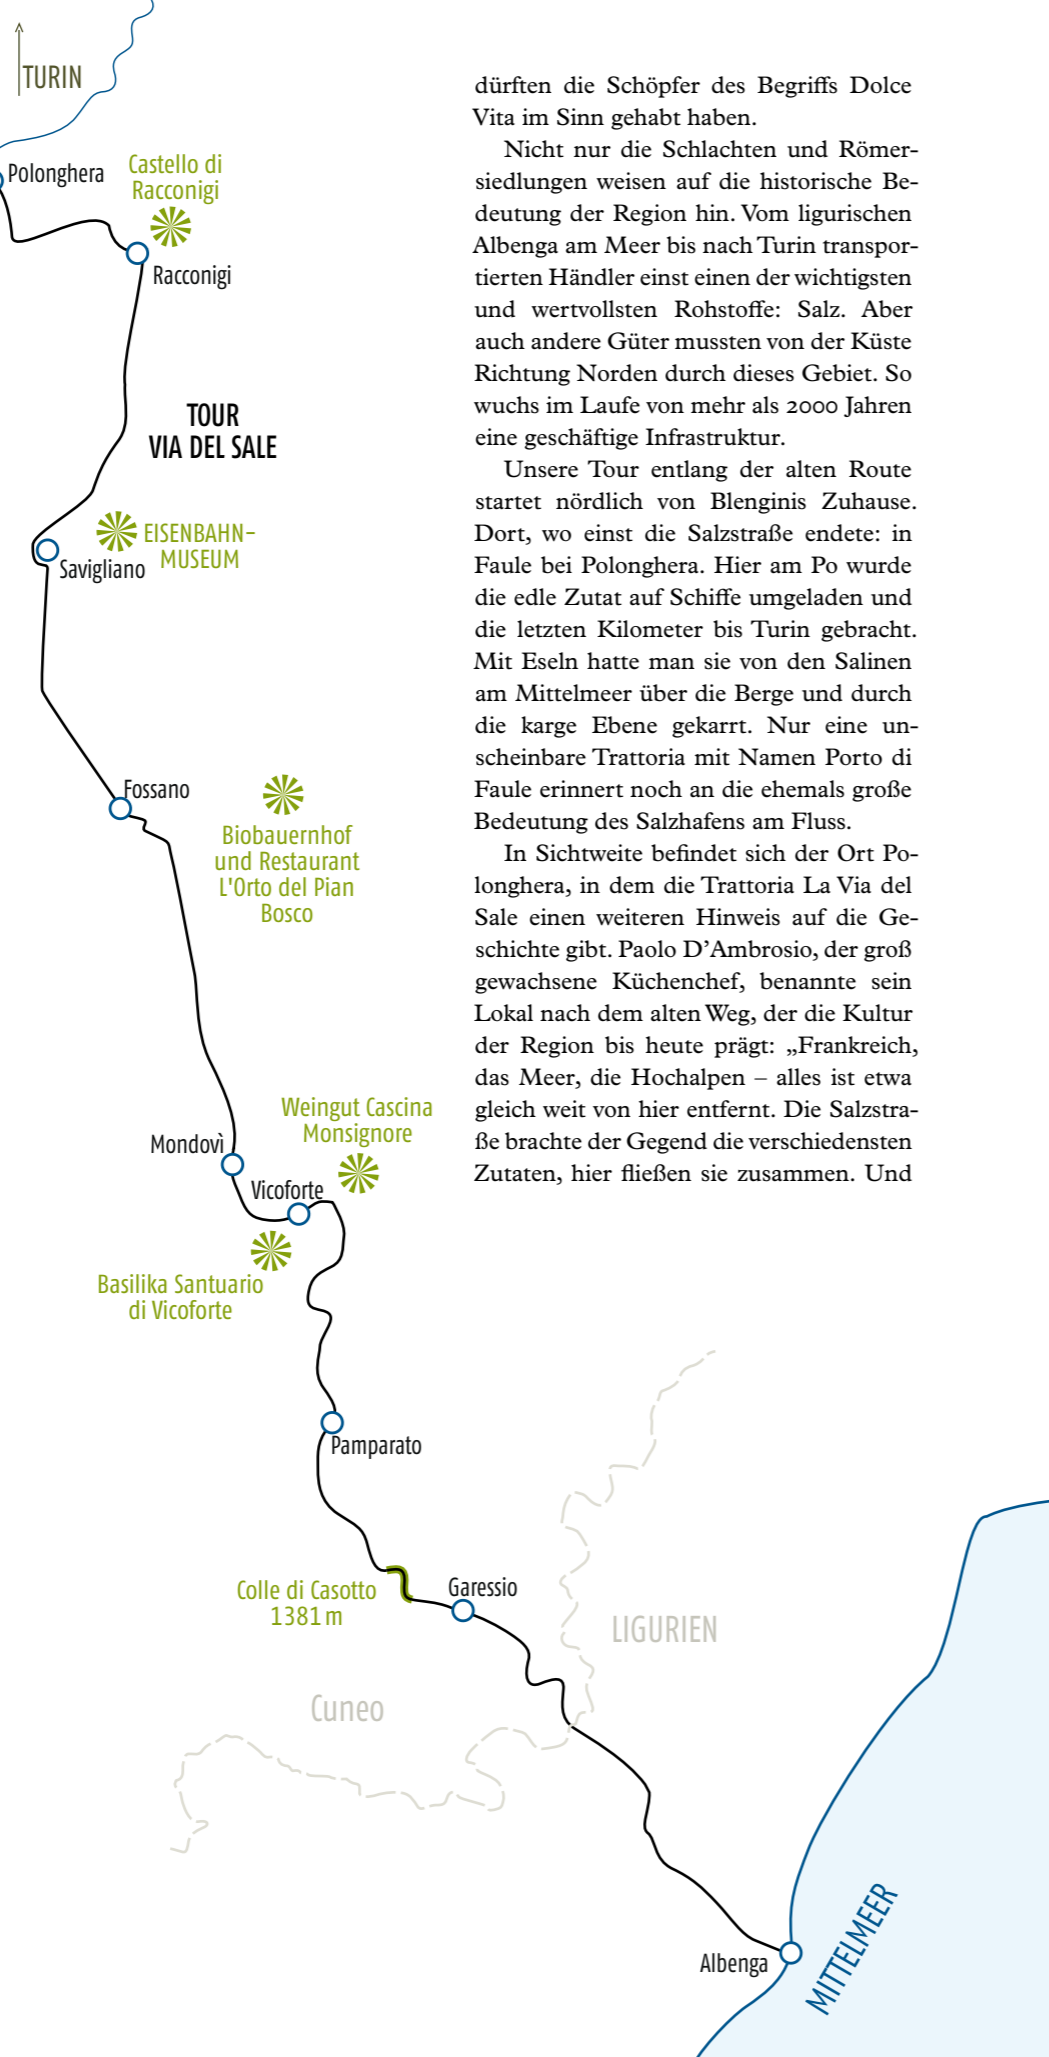 TURIN
Polonghera
Castello di
Racconigi
Racconigi
TOUR
VIA DEL SALE
EISENBAHN-
MUSEUM
Savigliano
Fossano
Biobauernhof
und Restaurant
L'Orto del Pian
Bosco
Weingut Cascina
Monsignore
Mondovì
Vicoforte
Basilika Santuario
di Vicoforte
Pamparato
Colle di Casotto
1381 m
Garessio
LIGURIEN
Cuneo
Albenga
MITTELMEER
dürften die Schöpfer des Begriffs Dolce
Vita im Sinn gehabt haben.
Nicht nur die Schlachten und Römer-
siedlungen weisen auf die historische Be-
deutung der Region hin. Vom ligurischen
Albenga am Meer bis nach Turin transpor-
tierten Händler einst einen der wichtigsten
und wertvollsten Rohstoffe: Salz. Aber
auch andere Güter mussten von der Küste
Richtung Norden durch dieses Gebiet. So
wuchs im Laufe von mehr als 2000 Jahren
eine geschäftige Infrastruktur.
Unsere Tour entlang der alten Route
startet nördlich von Blenginis Zuhause.
Dort, wo einst die Salzstraße endete: in
Faule bei Polonghera. Hier am Po wurde
die edle Zutat auf Schiffe umgeladen und
die letzten Kilometer bis Turin gebracht.
Mit Eseln hatte man sie von den Salinen
am Mittelmeer über die Berge und durch
die karge Ebene gekarrt. Nur eine un-
scheinbare Trattoria mit Namen Porto di
Faule erinnert noch an die ehemals große
Bedeutung des Salzhafens am Fluss.
In Sichtweite befindet sich der Ort Po-
longhera, in dem die Trattoria La Via del
Sale einen weiteren Hinweis auf die Ge-
schichte gibt. Paolo D’Ambrosio, der groß
gewachsene Küchenchef, benannte sein
Lokal nach dem alten Weg, der die Kultur
der Region bis heute prägt: „Frankreich,
das Meer, die Hochalpen – alles ist etwa
gleich weit von hier entfernt. Die Salzstra-
ße brachte der Gegend die verschiedensten
Zutaten, hier fließen sie zusammen. Und